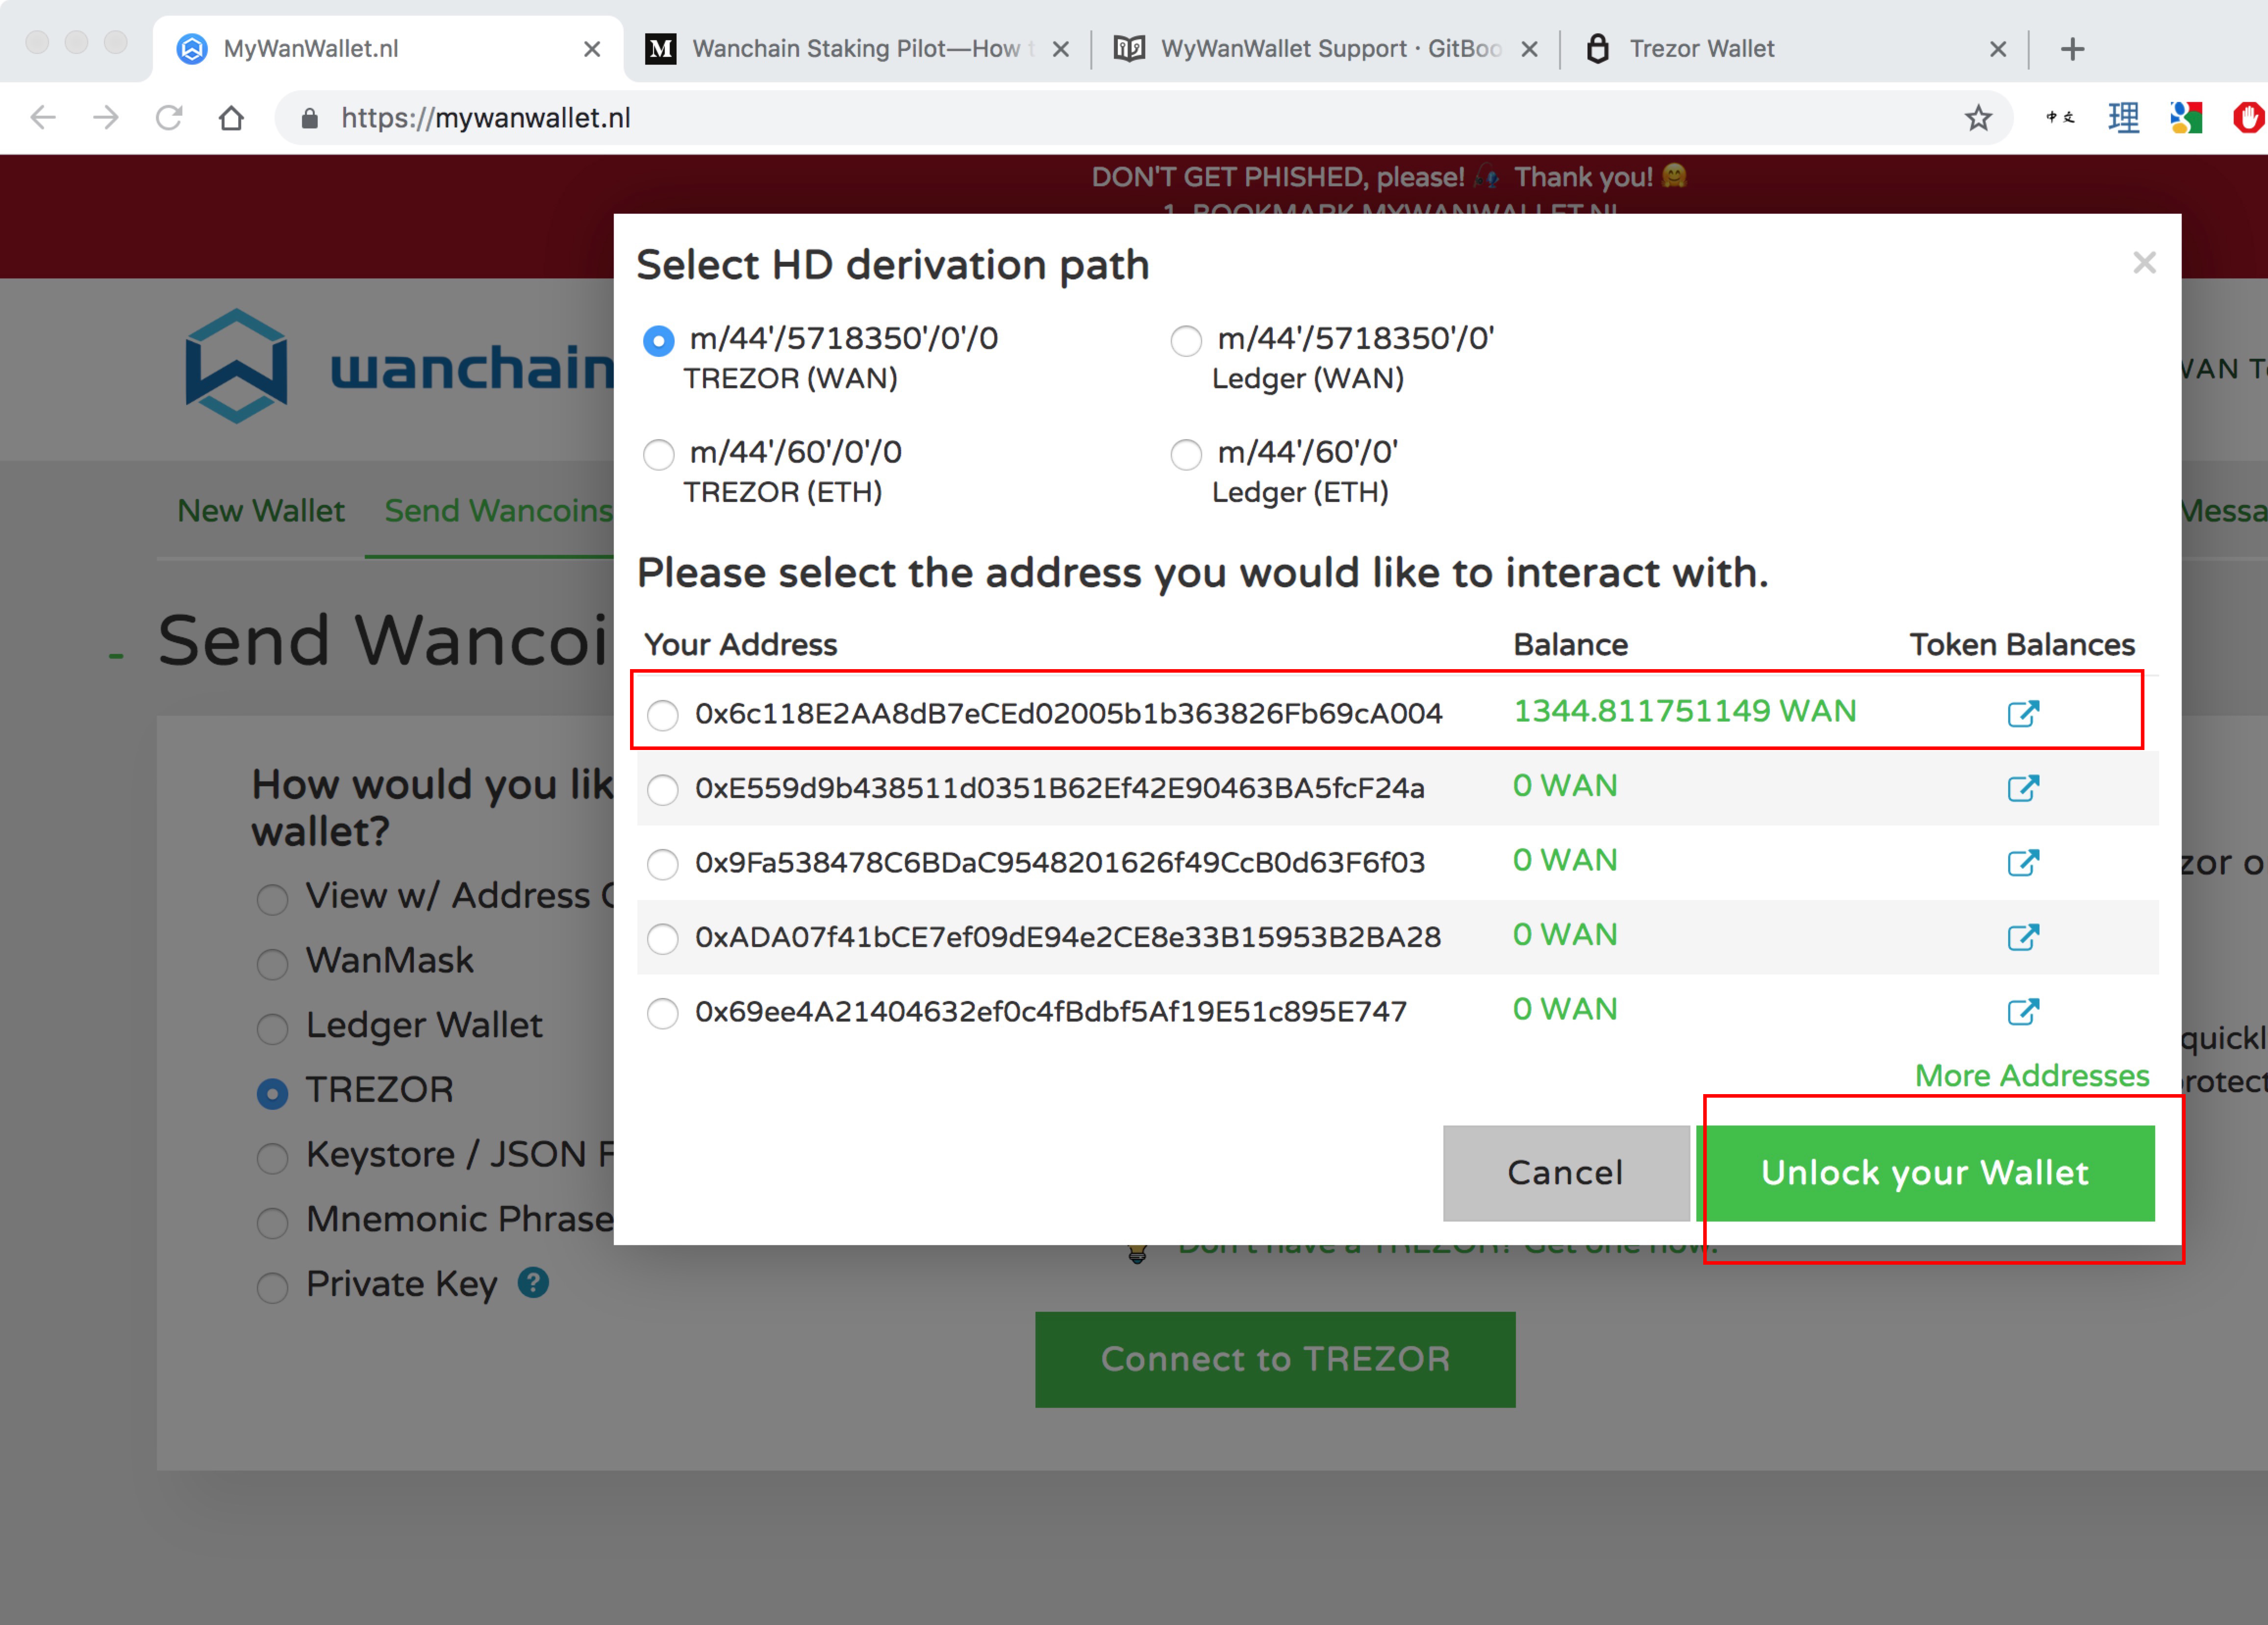 MyWanWallet.nl
Wanchain Staking Pilot—How t
WyWanWallet Support · GitBoo
Trezor Wallet
https://mywanwallet.nl
中文
理
DON'T GET PHISHED, please! Thank you!
1. BOOKMARK MYWANWALLET.NL
wanchain
WAN T
New Wallet
Send Wancoins
Messa
Send Wancoi
How would you lik
wallet?
View w/ Address O
WanMask
Ledger Wallet
TREZOR
Keystore / JSON F
Mnemonic Phrase
Private Key
?
Select HD derivation path
m/44'/5718350'/0'/0
TREZOR (WAN)
m/44'/5718350'/0'
Ledger (WAN)
m/44'/60'/0'/0
TREZOR (ETH)
m/44'/60'/0'
Ledger (ETH)
Please select the address you would like to interact with.
Your Address Balance Token Balances
0x6c118E2AA8dB7eCEd02005b1b363826Fb69cA004 1344.811751149 WAN
0xE559d9b438511d0351B62Ef42E90463BA5fcF24a 0 WAN
0x9Fa538478C6BDaC9548201626f49CcB0d63F6f03 0 WAN
0xADA07f41bCE7ef09dE94e2CE8e33B15953B2BA28 0 WAN
0x69ee4A21404632ef0c4fBdbf5Af19E51c895E747 0 WAN
More Addresses
Cancel
Unlock your Wallet
zor o
quickl
rotect
Don't have a TREZOR? Get one now.
Connect to TREZOR